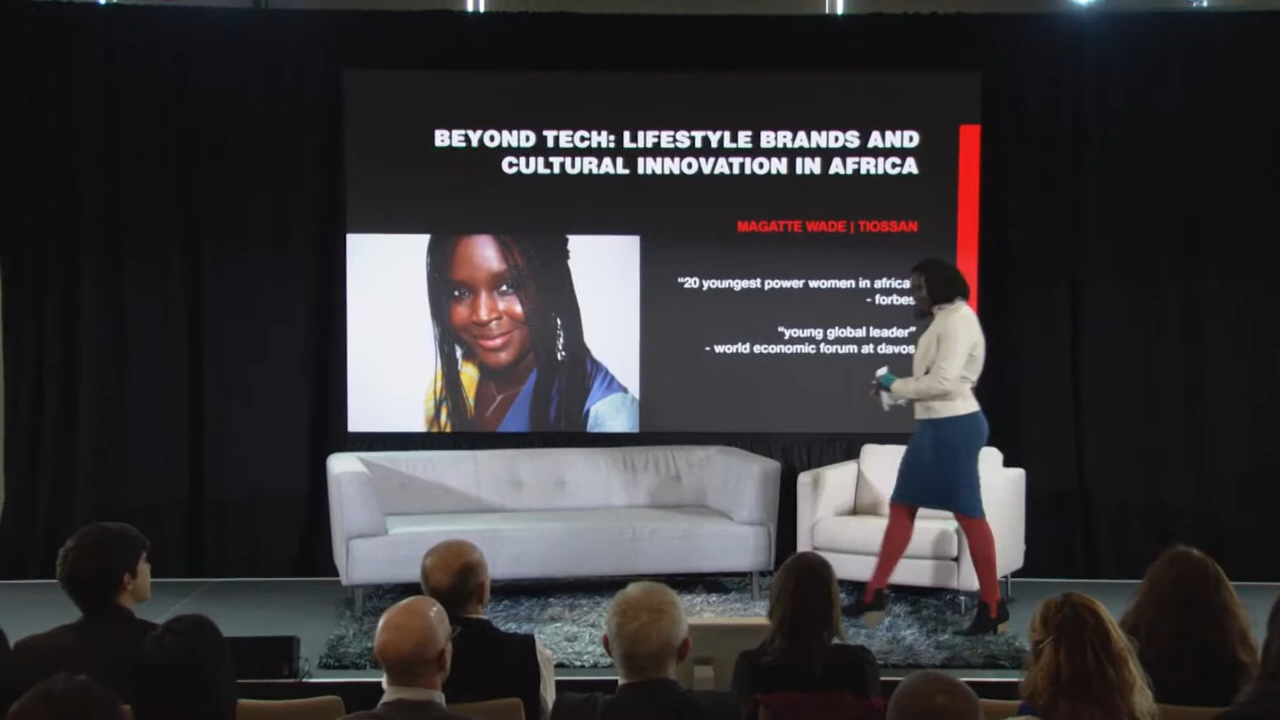 BEYOND TECH: LIFESTYLE BRANDS AND
CULTURAL INNOVATION IN AFRICA
MAGATTE WADE | TIOSSAN
“20 youngest power women in africa
- forbes
“young global leader”
- world economic forum at davos